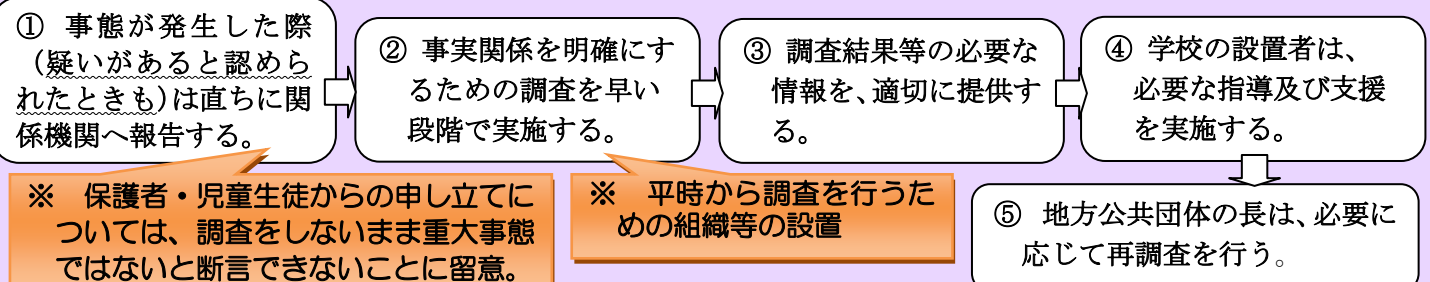 ① 事態が発生した際
（疑いがあると認めら
れたときも）は直ちに関
係機関へ報告する。
※　保護者・児童生徒からの申し立てに
ついては、調査をしないまま重大事態
ではないと断言できないことに留意。
② 事実関係を明確にす
るための調査を早い
段階で実施する。
※　平時から調査を行うた
めの組織等の設置
③ 調査結果等の必要な
情報を、適切に提供す
る。
④ 学校の設置者は、
必要な指導及び支援
を実施する。
⑤ 地方公共団体の長は、必要に
応じて再調査を行う。